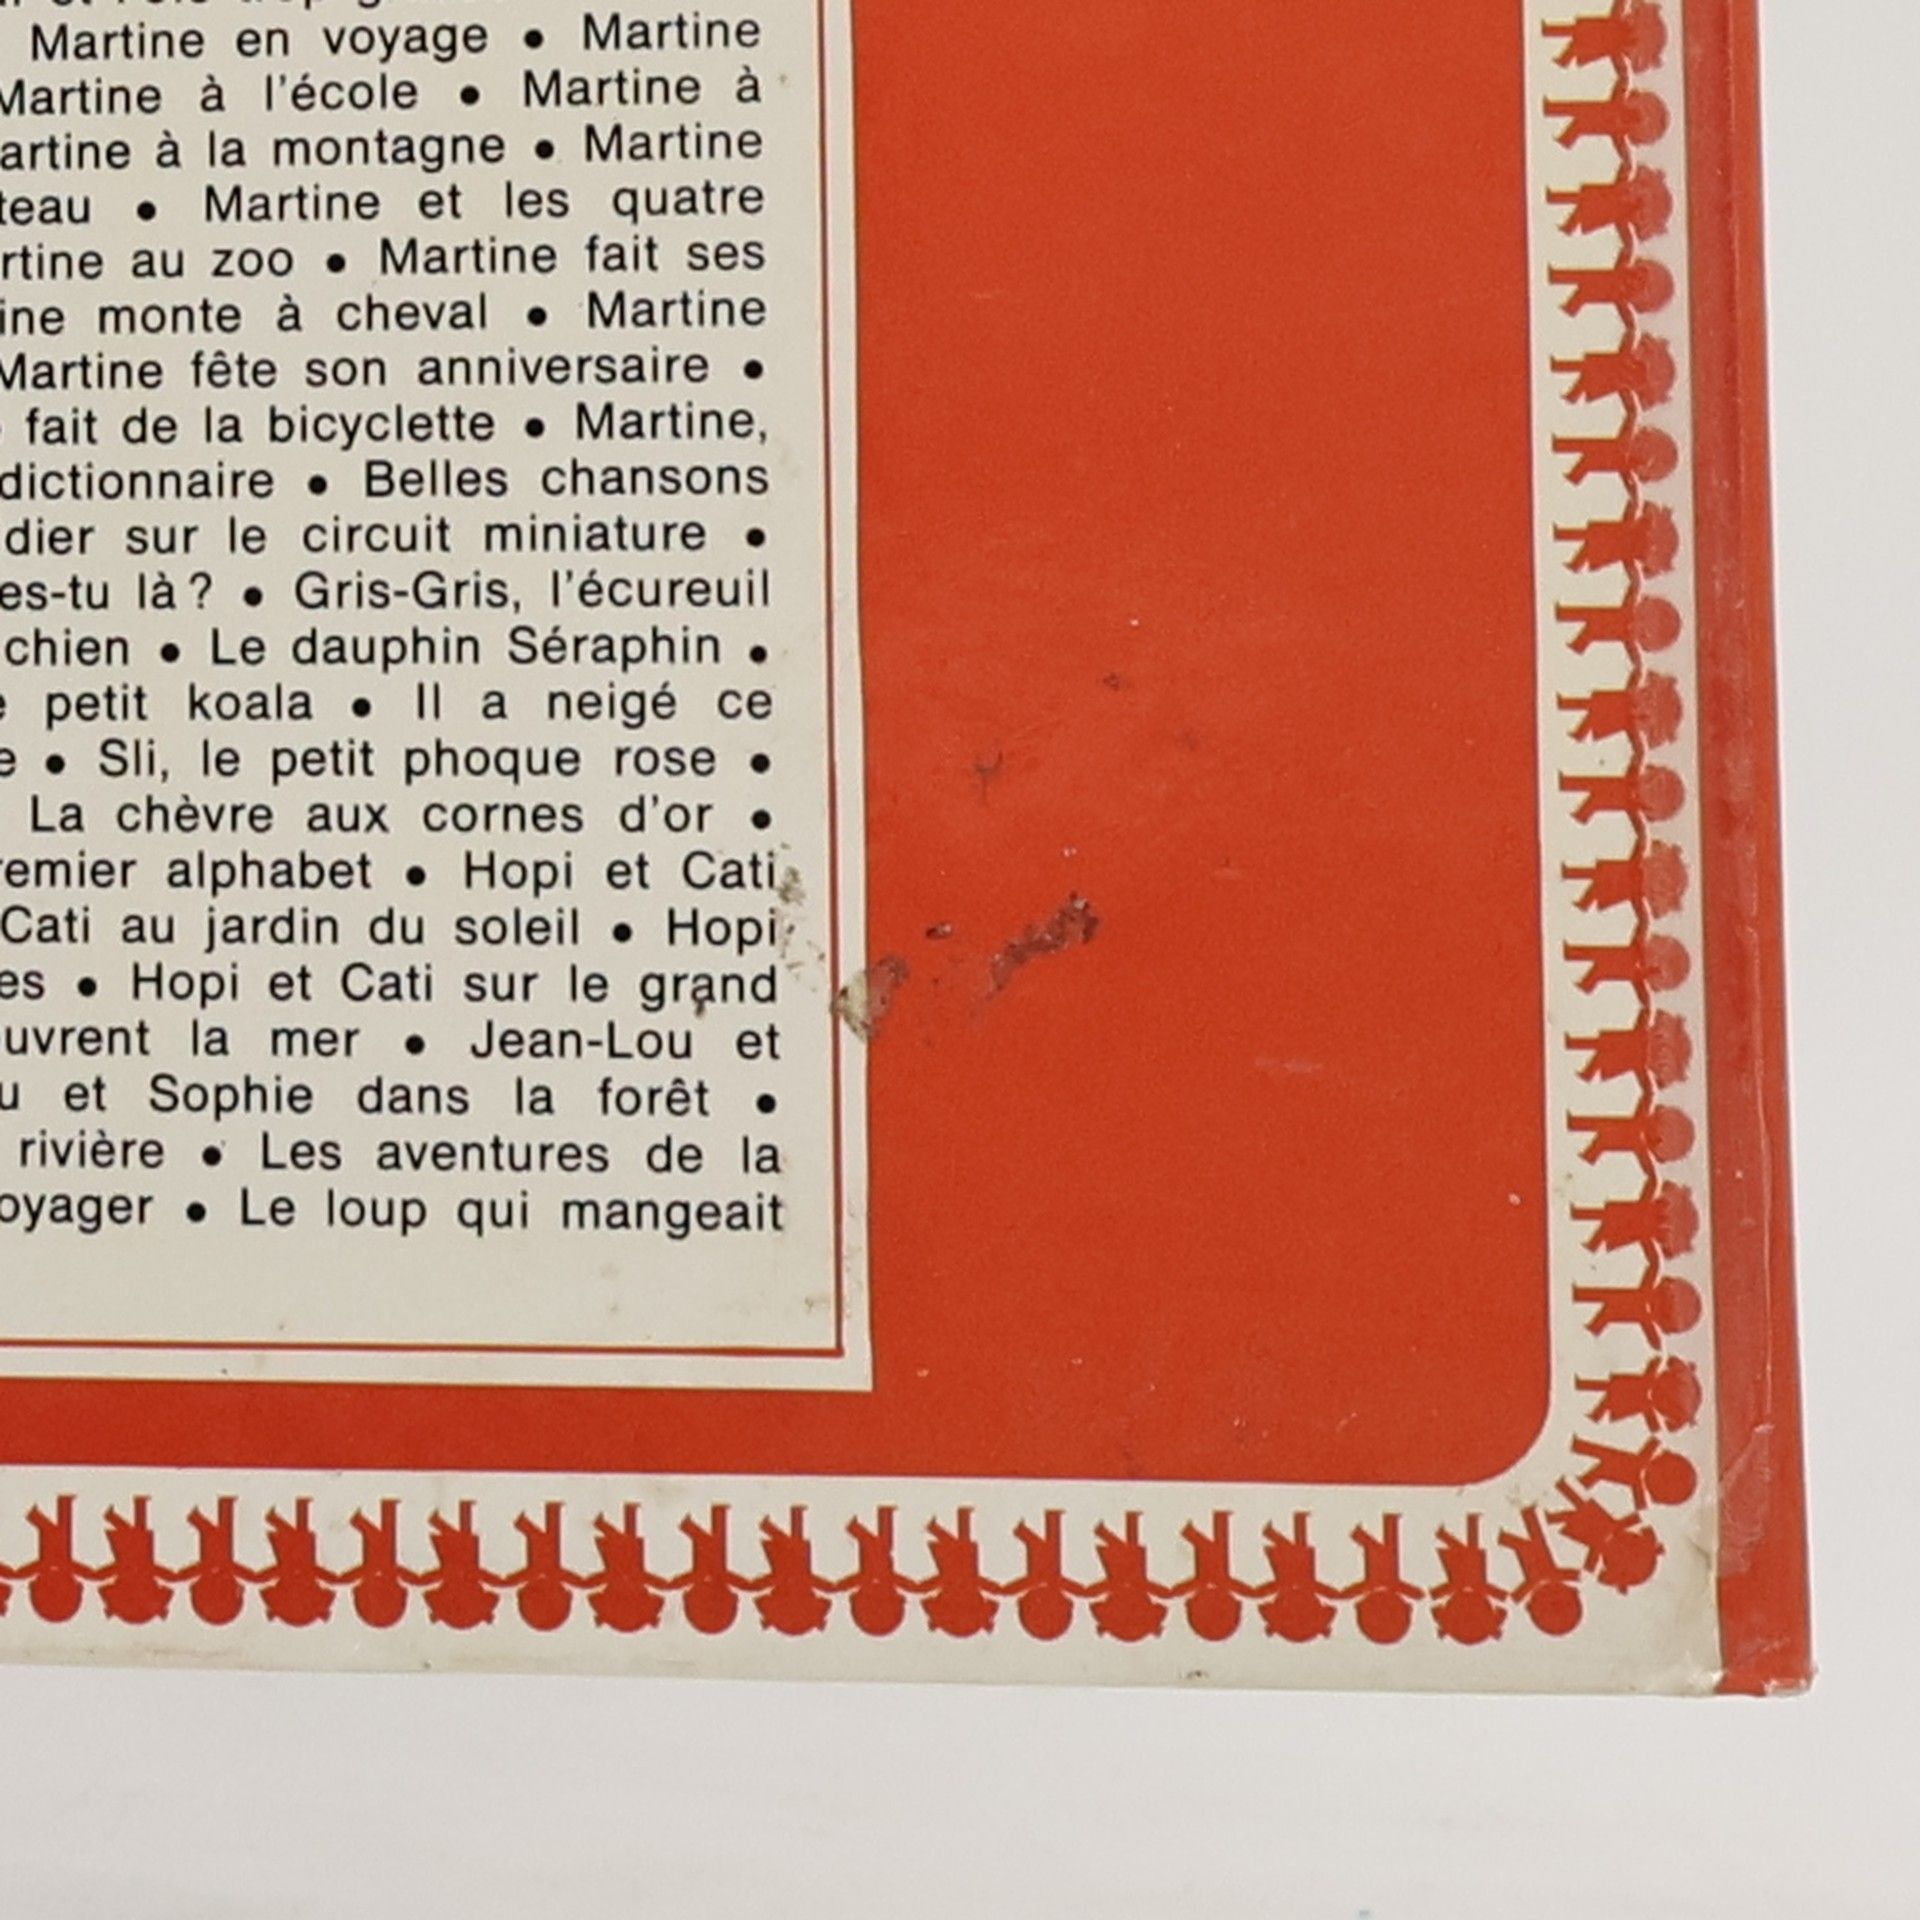 Martine en voyage • Martine
Martine à l'école • Martine à
artine à la montagne • Martine
teau • Martine et les quatre
rtine au zoo • Martine fait ses
ine monte à cheval • Martine
Martine fête son anniversaire •
fait de la bicyclette • Martine,
dictionnaire • Belles chansons
dier sur le circuit miniature •
es-tu là ? • Gris-Gris, l'écureuil
chien • Le dauphin Séraphin •
e petit koala • Il a neigé ce
e • Sli, le petit phoque rose •
La chèvre aux cornes d'or •
remier alphabet • Hopi et Cati
Cati au jardin du soleil • Hopi
es • Hopi et Cati sur le grand
uvrent la mer • Jean-Lou et
u et Sophie dans la forêt •
rivière • Les aventures de la
oyager • Le loup qui mangeait